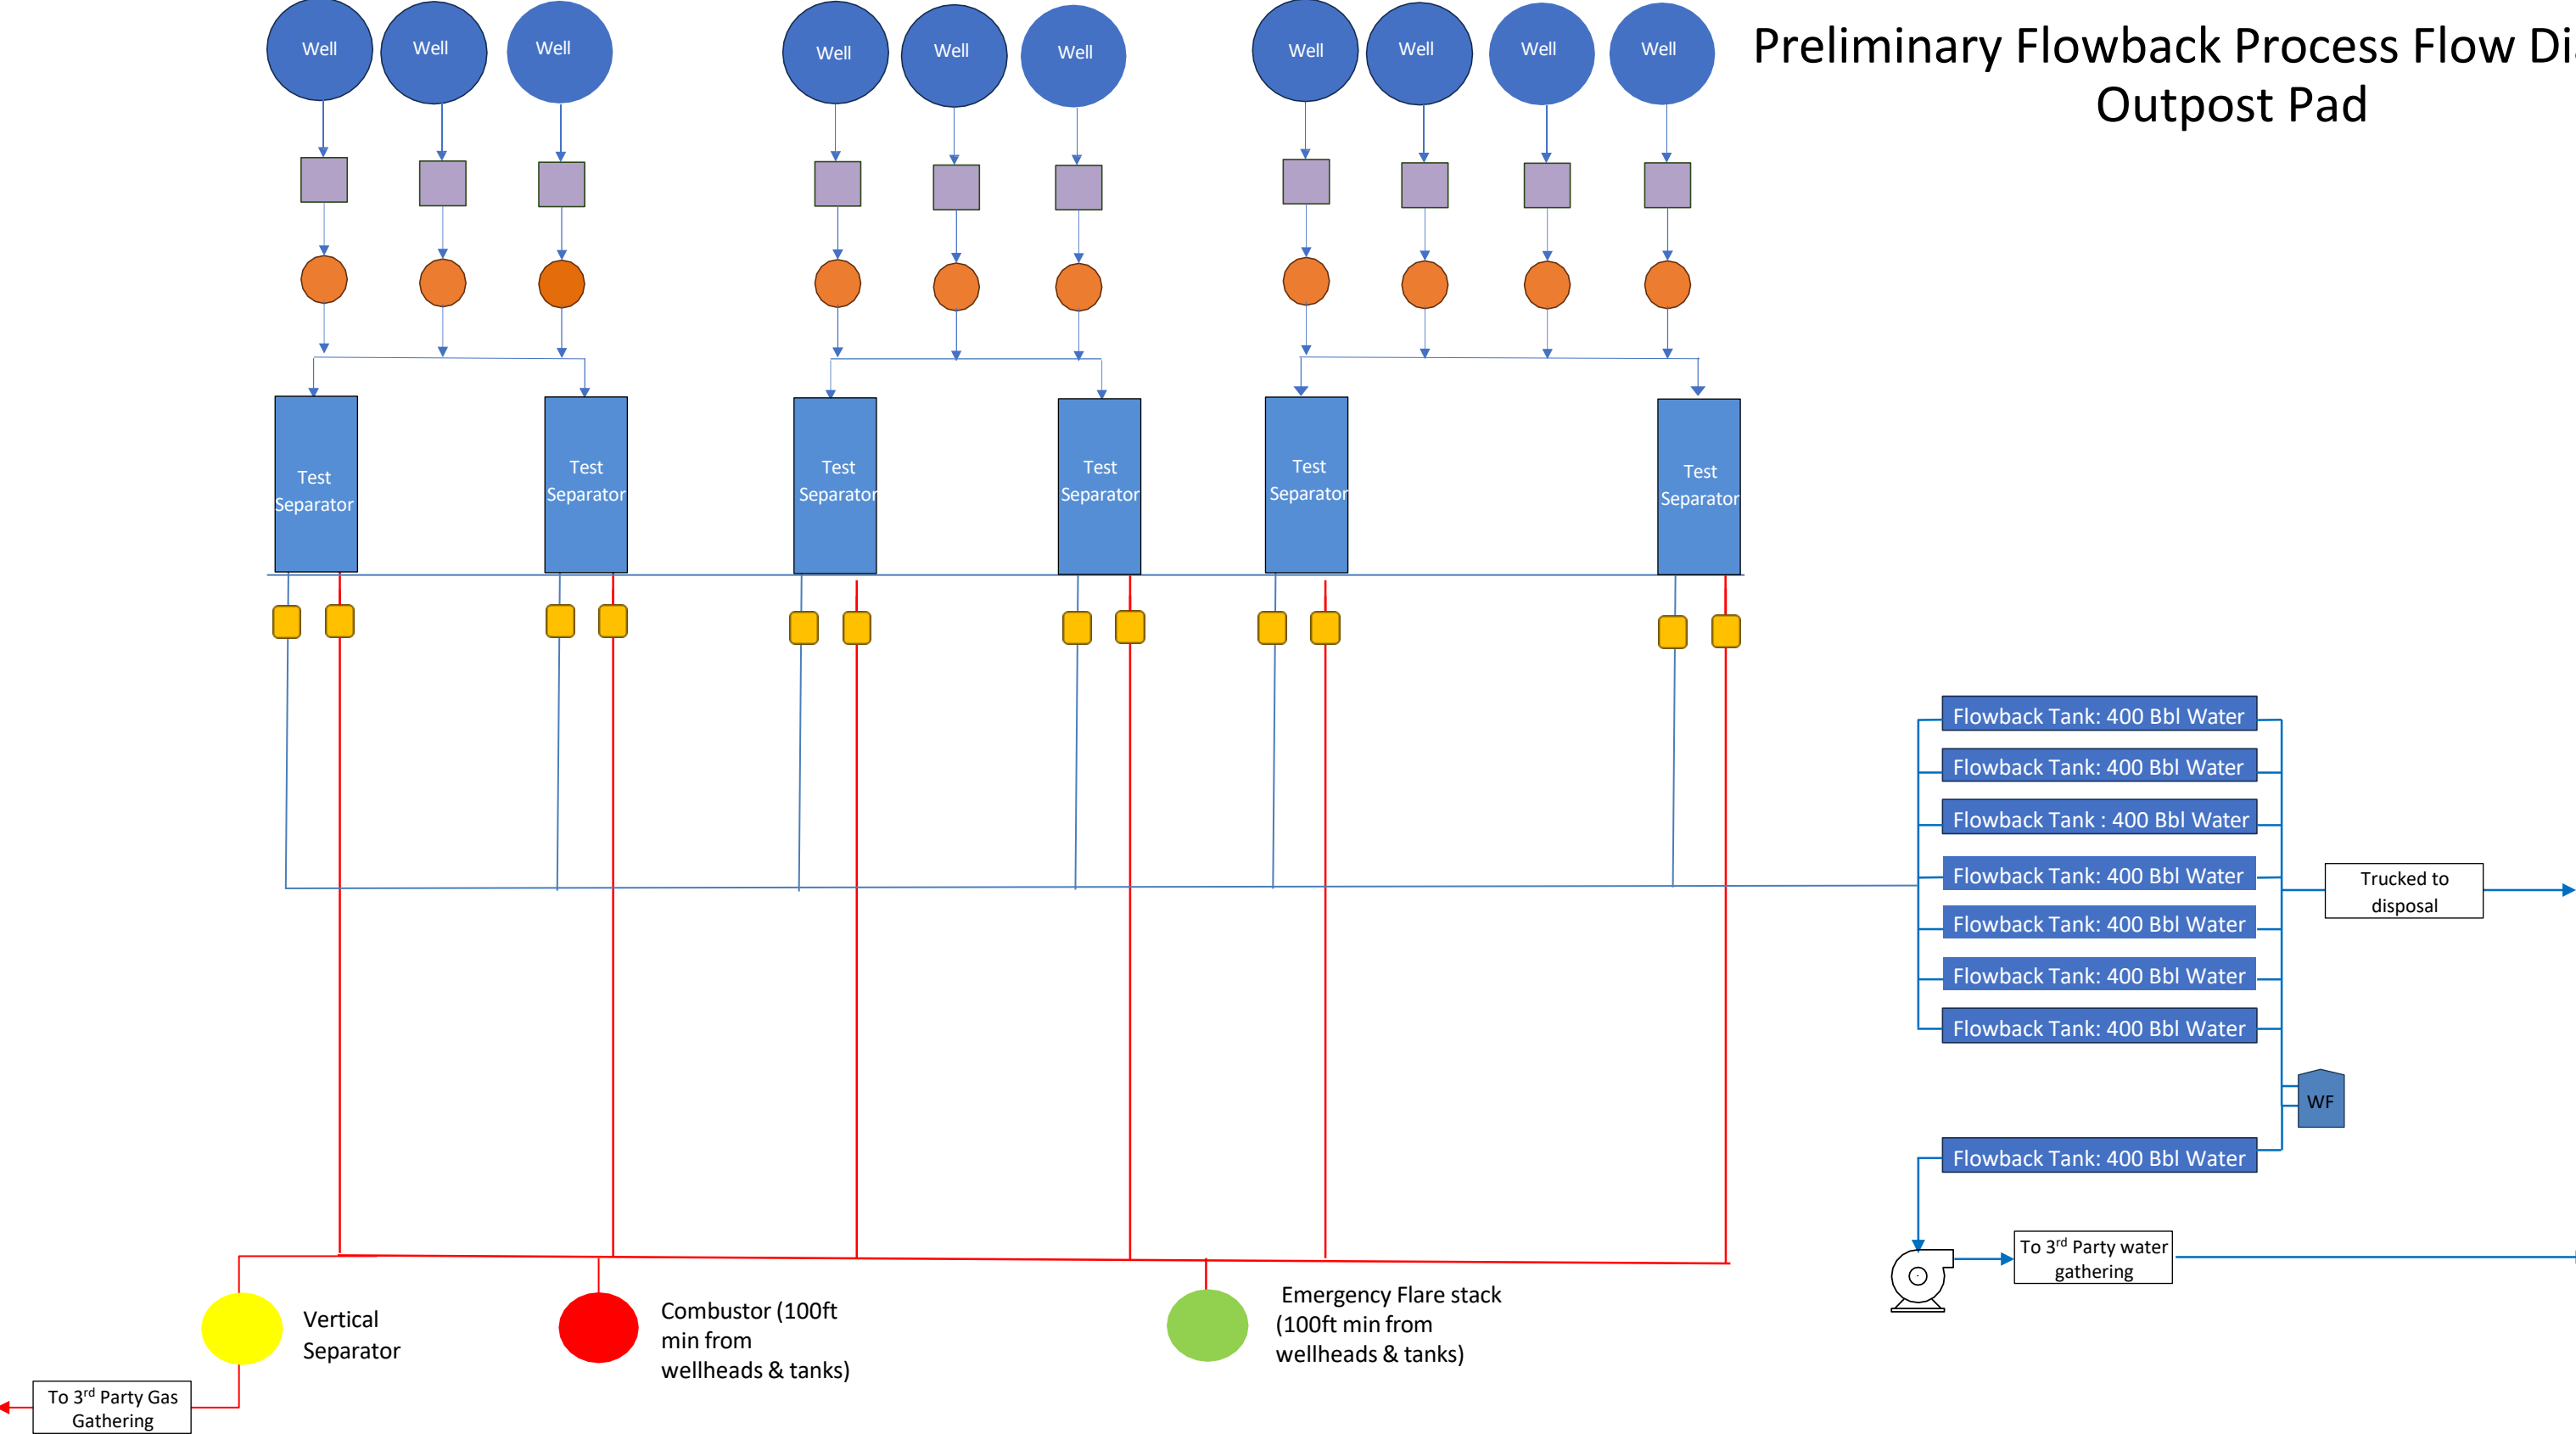 Preliminary Flowback Process Flow
Outpost Pad
Well
Well
Well
Well
Well
Well
Well
Well
Well
Well
Test
Separator
Test
Separator
Test
Separator
Test
Separator
Test
Separator
Test
Separator
Flowback Tank: 400 Bbl Water
Flowback Tank: 400 Bbl Water
Flowback Tank : 400 Bbl Water
Flowback Tank: 400 Bbl Water
Flowback Tank: 400 Bbl Water
Flowback Tank: 400 Bbl Water
Flowback Tank: 400 Bbl Water
Trucked to
disposal
WF
Flowback Tank: 400 Bbl Water
To 3rd Party water
gathering
Vertical
Separator
Combustor (100ft
min from
wellheads & tanks)
Emergency Flare stack
(100ft min from
wellheads & tanks)
To 3rd Party Gas
Gathering